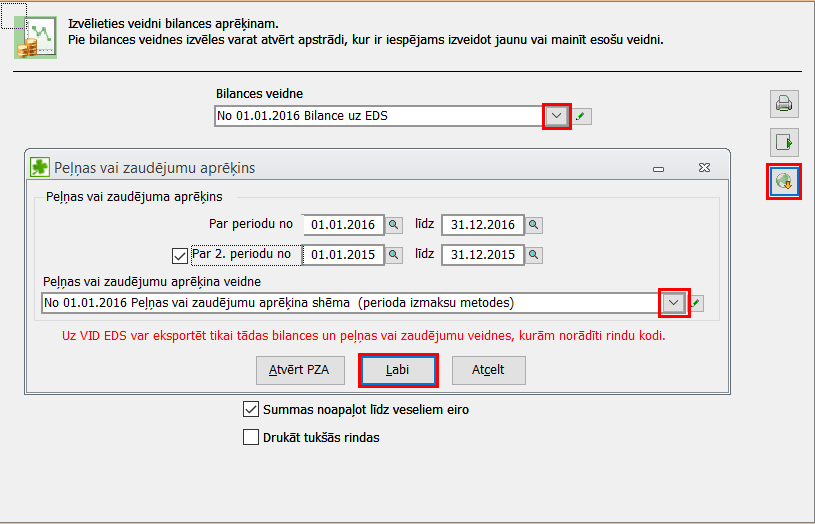 Izvēlieties veidni bilances aprēķinam.
Pie bilances veidnes izvēles varat atvērt apstrādi, kur ir iespējams izveidot jaunu vai mainīt esošu veidni.
Bilances veidne
No 01.01.2016 Bilance uz EDS
Peļņas vai zaudējumu aprēķins
Peļņas vai zaudējuma aprēķins
Par periodu no 01.01.2016 līdz 31.12.2016
Par 2. periodu no 01.01.2015 līdz 31.12.2015
Peļņas vai zaudējumu aprēķina veidne
No 01.01.2016 Peļņas vai zaudējumu aprēķina shēma (perioda izmaksu metodes)
Uz VID EDS var eksportēt tikai tādas bilances un peļņas vai zaudējumu veidnes, kurām norādīti rindu kodi.
Atvērt PZA Labi Atcelt
Summas noapaļot līdz veseliem eiro
Drukāt tukšās rindas